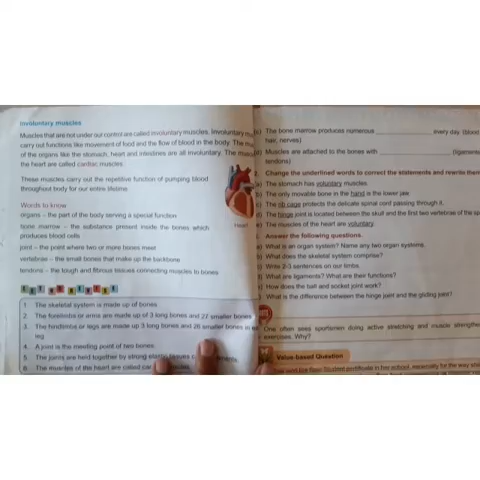 Involuntary muscles
Muscles that are not under our control are called involuntary muscles. Involuntary
carry out functions like movement of food and the flow of blood in the body. The
of the organs like the stomach, heart and intestines are all involuntary. The
the heart are called cardiac muscles.
These muscles carry out the repetitive function of pumping blood
throughout body for our entire lifetime.
Heart
Words to know
organs – the part of the body serving a special function
bone marrow – the substance present inside the bones which
produces blood cells
joint – the point where two or more bones meet
vertebrae – the small bones that make up the backbone
tendons – the tough and fibrous tissues connecting muscles to bones
1 The skeletal system is made up of bones.
2 The forelimbs or arms are made up of 3 long bones and 27 smaller bones
3. The hindlimbs or legs are made up 3 long bones and 26 smaller bones in
leg
4. A joint is the meeting point of two bones.
5. The joints are held together by strong elastic tissues
6. The muscles of the heart are called
The bone marrow produces numerous ____ every day. (blood
hair, nerves)
Muscles are attached to the bones with ____ (ligaments
tendons)
2. Change the underlined words to correct the statements and rewrite them
The stomach has voluntary muscles.
The only movable bone in the hand is the lower jaw.
The rib cage protects the delicate spinal cord passing through it.
The hinge joint is located between the skull and the first two vertebrae of the
The muscles of the heart are voluntary.
Answer the following questions.
What is an organ system? Name any two organ systems.
What does the skeletal system comprise?
Write 2-3 sentences on our limbs.
What are ligaments? What are their functions?
How does the ball and socket joint work?
What is the difference between the hinge joint and the gliding joint?
One often sees sportsmen doing active stretching and muscle
exercises. Why?
Value-based Question